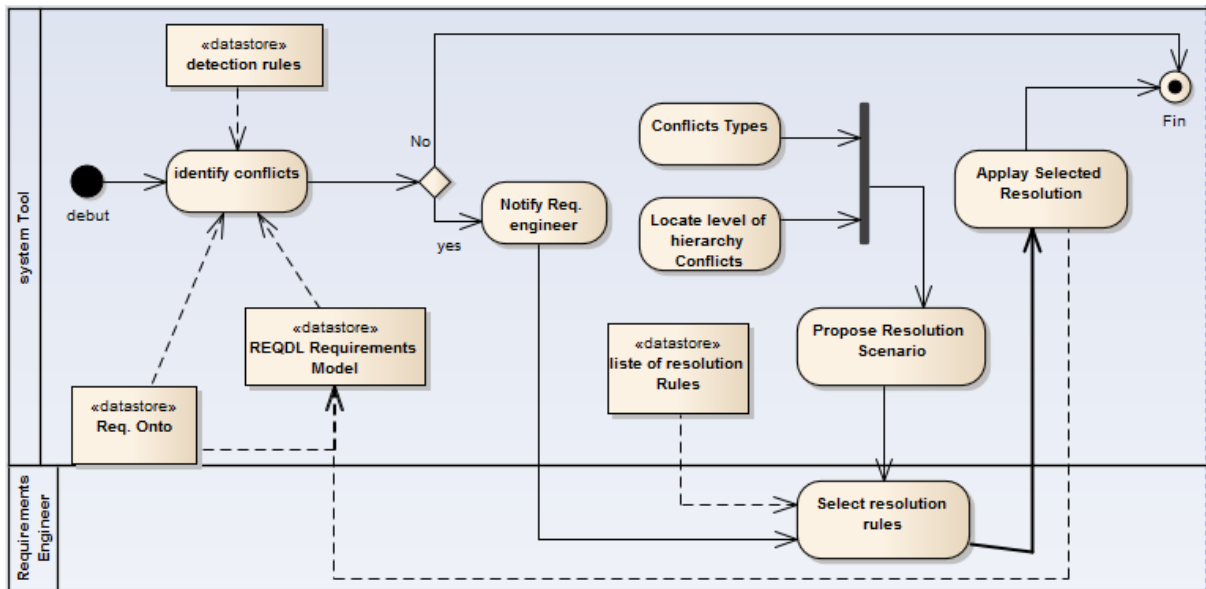 system Tool
«datastore»
detection rules
debut
identify conflicts
No
yes
Notify Req.
engineer
Conflicts Types
Locate level of
hierarchy
Conflicts
Applay Selected
Resolution
Fin
«datastore»
REQDL Requirements
Model
«datastore»
Req. Onto
«datastore»
liste of resolution
Rules
Propose Resolution
Scenario
Requirements
Engineer
Select resolution
rules